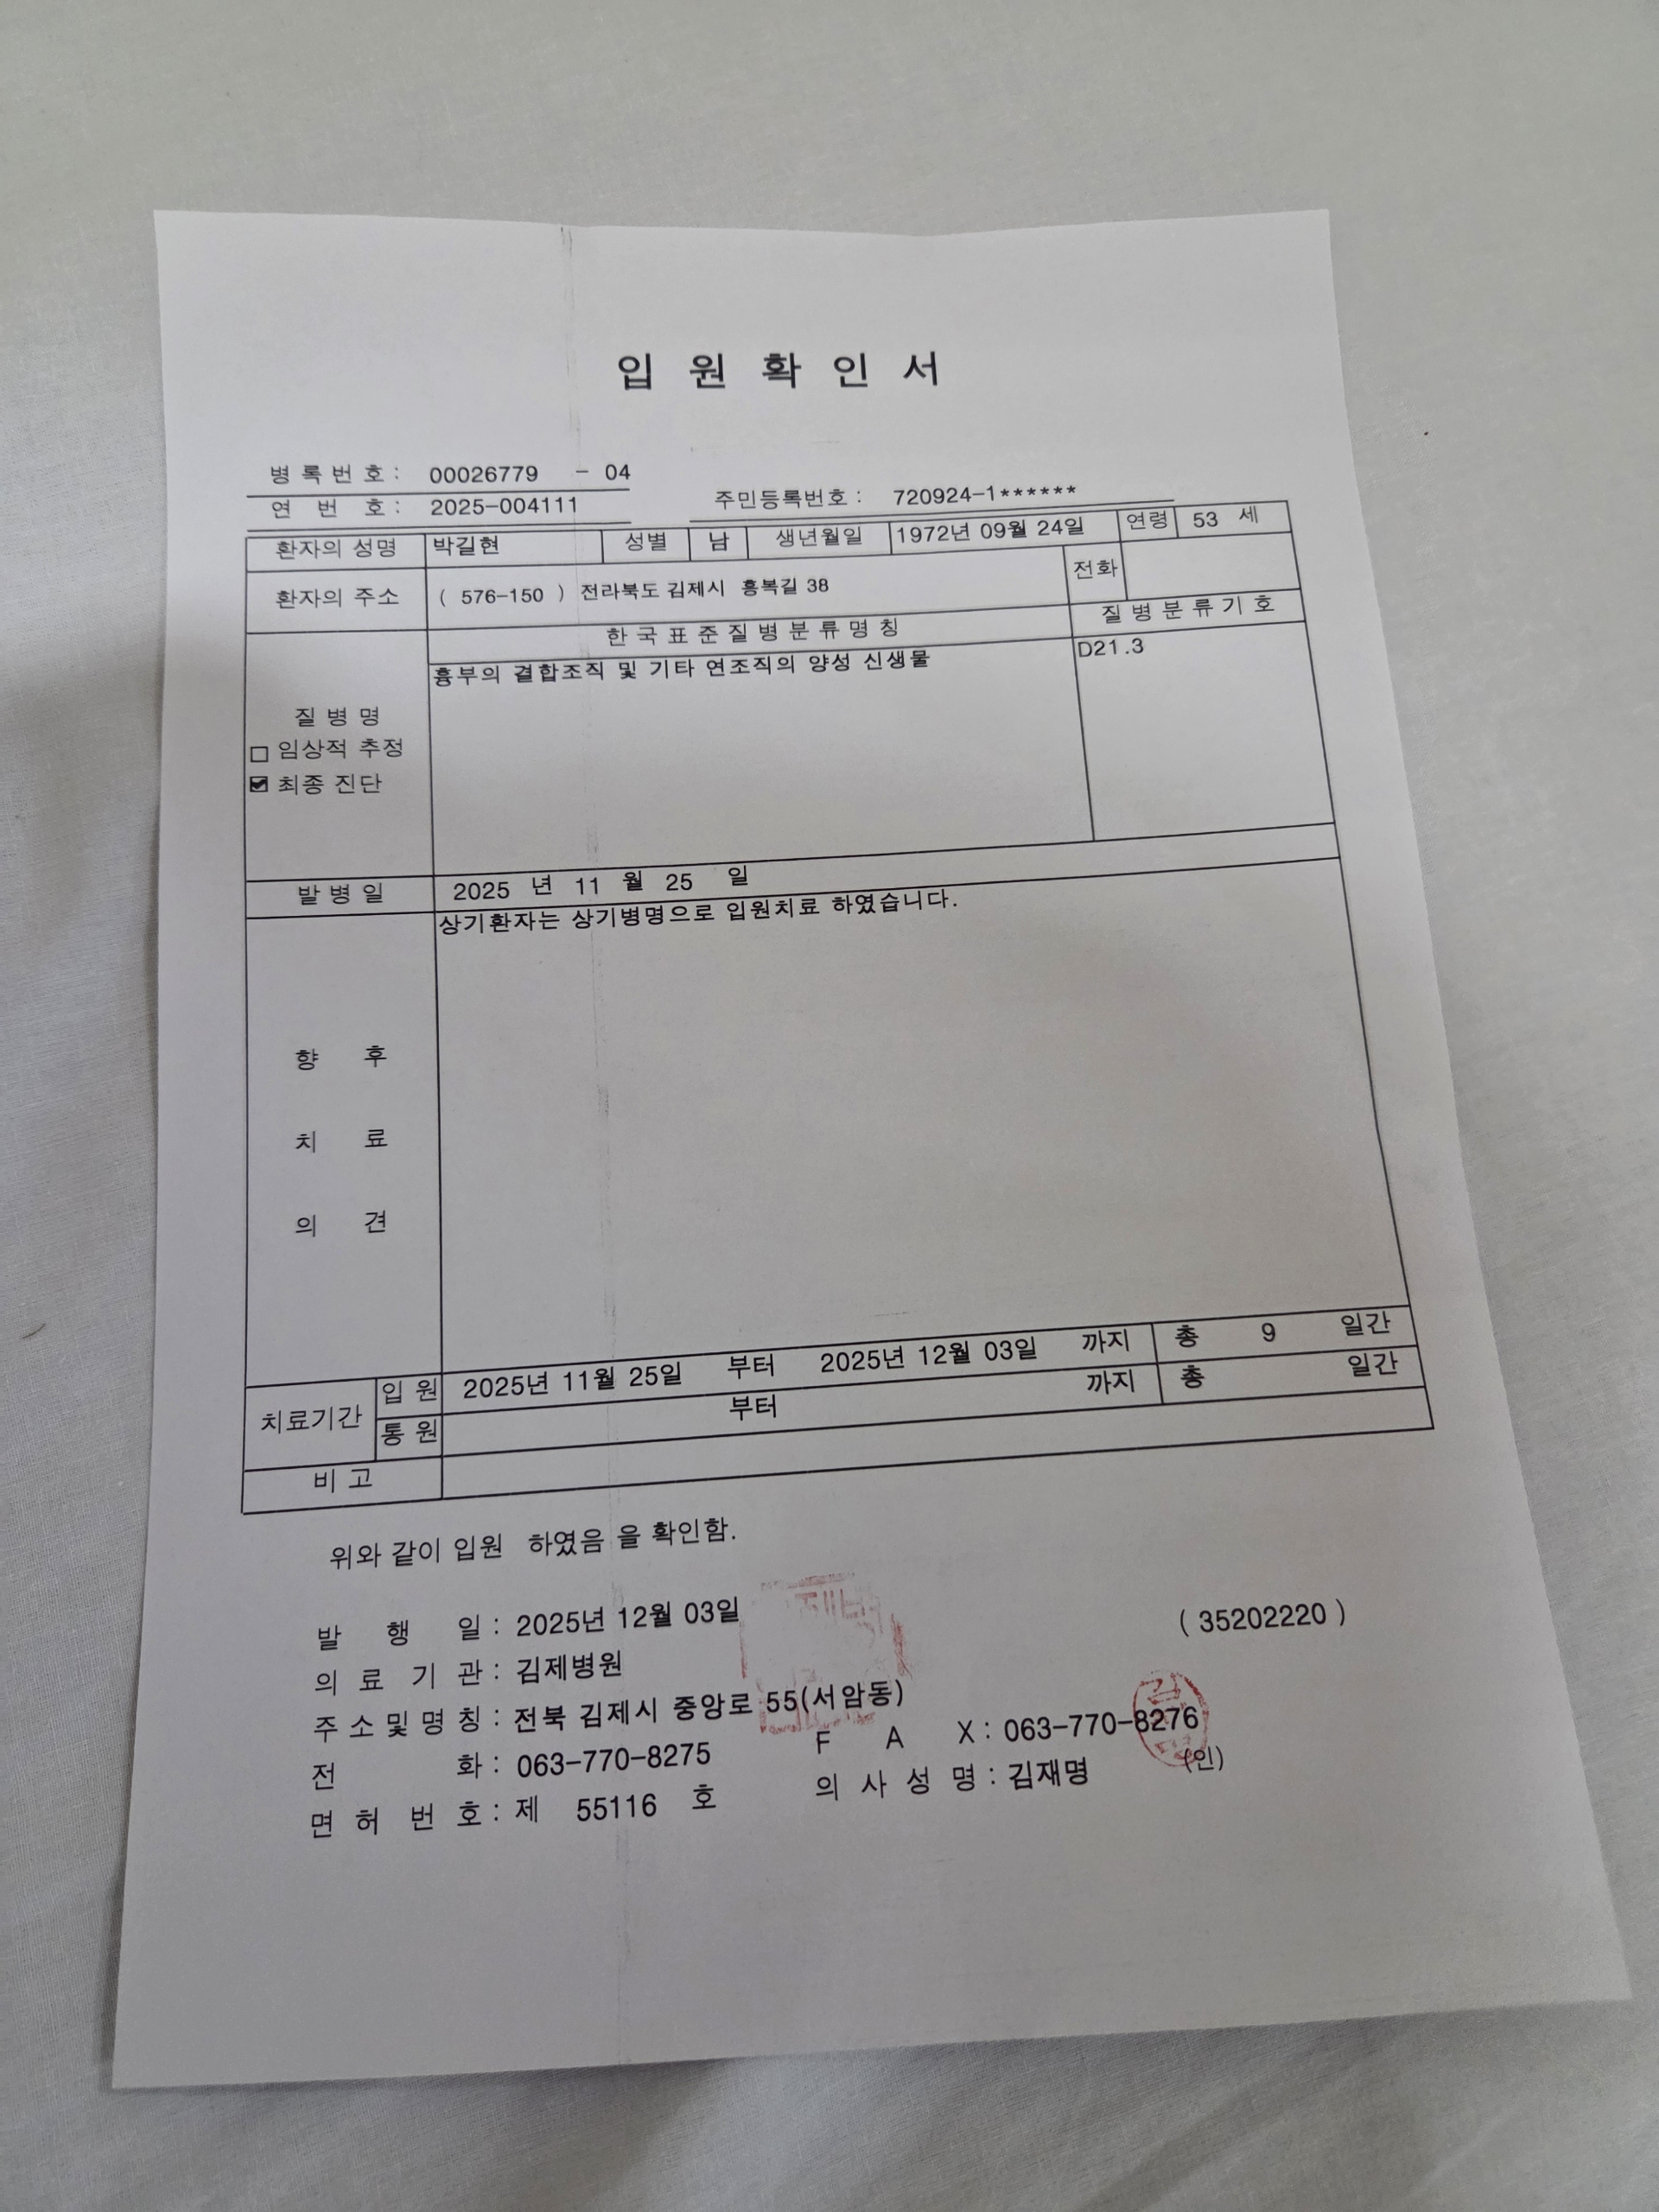 입 원 확 인 서
병 록 번 호 : 00026779 - 04
연 번 호 : 2025-004111
주민등록번호 : 720924-1******
환자의 성명 박길현 성별 남 생년월일 1972년 09월 24일 연령 53 세
환자의 주소 ( 576-150 ) 전라북도 김제시 흥복길 38 전화
한 국 표 준 질 병 분 류 명 칭 질 병 분 류 기 호
흉부의 결합조직 및 기타 연조직의 양성 신생물 D21.3
질 병 명
□ 임상적 추정
☑ 최종 진단
발 병 일 2025 년 11 월 25 일
상기환자는 상기병명으로 입원치료 하였습니다.
향 후
치 료
의 견
치료기간
입 원 2025년 11월 25일 부터 2025년 12월 03일 까지 총 9 일간
통 원 부터 까지 총 일간
비 고
위와 같이 입원 하였음 을 확인함.
발 행 일 : 2025년 12월 03일 ( 35202220 )
의 료 기 관 : 김제병원
주 소 및 명 칭 : 전북 김제시 중앙로 55(서암동)
전 화 : 063-770-8275 F A X : 063-770-8276
면 허 번 호 : 제 55116 호 의 사 성 명 : 김재명 (인)